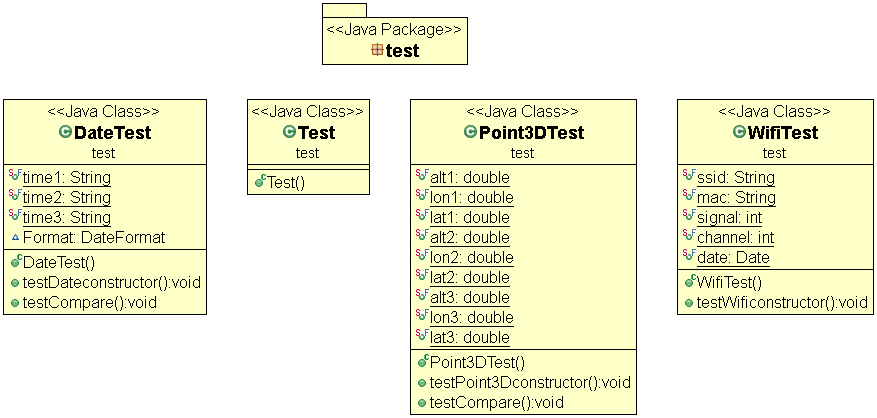 <<Java Package>>
test
<<Java Class>>
DateTest
test
time1: String
time2: String
time3: String
Format: DateFormat
DateTest()
testDateconstructor():void
testCompare():void
<<Java Class>>
Test
test
Test()
<<Java Class>>
Point3DTest
test
alt1: double
lon1: double
lat1: double
alt2: double
lon2: double
lat2: double
alt3: double
lon3: double
lat3: double
Point3DTest()
testPoint3Dconstructor():void
testCompare():void
<<Java Class>>
WifiTest
test
ssid: String
mac: String
signal: int
channel: int
date: Date
WifiTest()
testWificonstructor():void